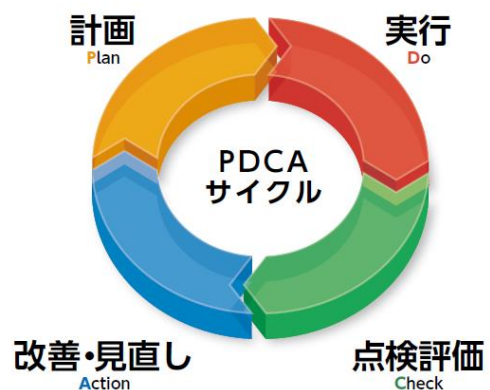 計画
Plan
実行
Do
PDCA
サイクル
改善・見直し
Action
点検評価
Check